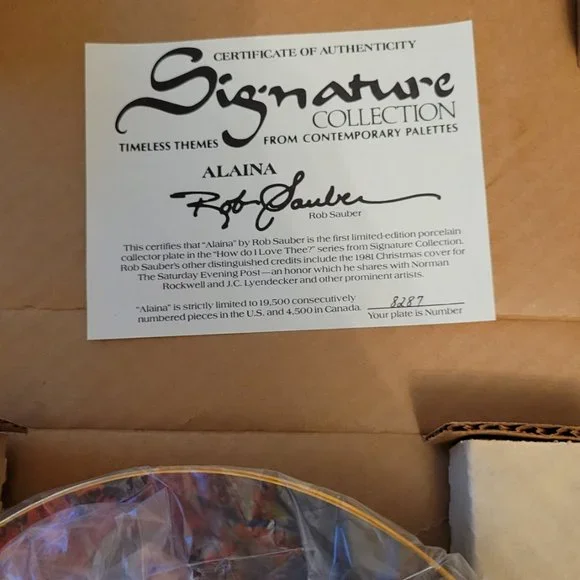 CERTIFICATE OF AUTHENTICITY
Signature
COLLECTION
TIMELESS THEMES FROM CONTEMPORARY PALETTES
ALAINA
Rob Sauber
Rob Sauber
This certifies that "Alaina" by Rob Sauber is the first limited-edition porcelain
collector plate in the "How do I Love Thee?" series from Signature Collection.
Rob Sauber's other distinguished credits include the 1981 Christmas cover for
The Saturday Evening Post—an honor which he shares with Norman
Rockwell and J.C. Lyendecker and other prominent artists.
"Alaina" is strictly limited to 19,500 consecutively
numbered pieces in the U.S. and 4,500 in Canada.
8287
Your plate is Number